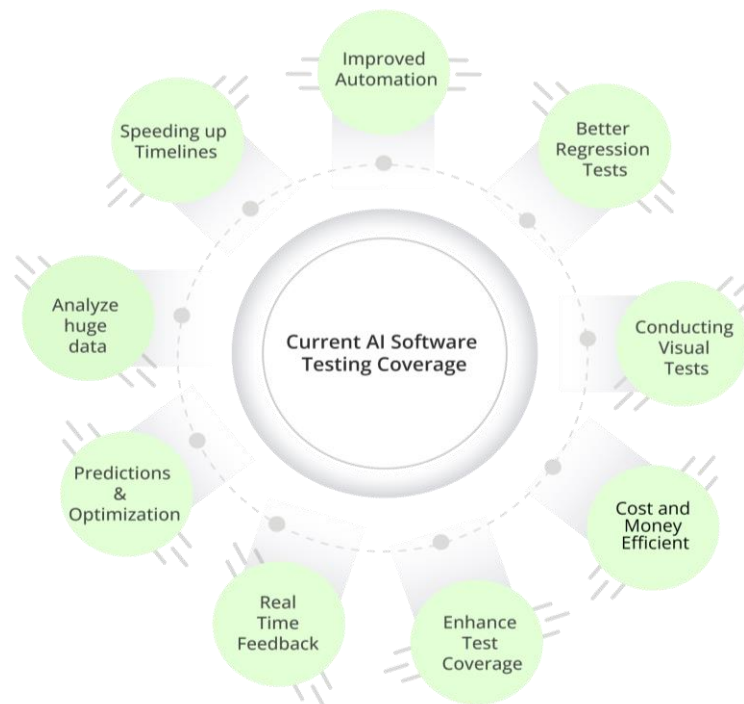 Improved
Automation
Better
Regression
Tests
Conducting
Visual
Tests
Cost and
Money
Efficient
Enhance
Test
Coverage
Real
Time
Feedback
Predictions
&
Optimization
Analyze
huge
data
Speeding up
Timelines
Current AI Software
Testing Coverage